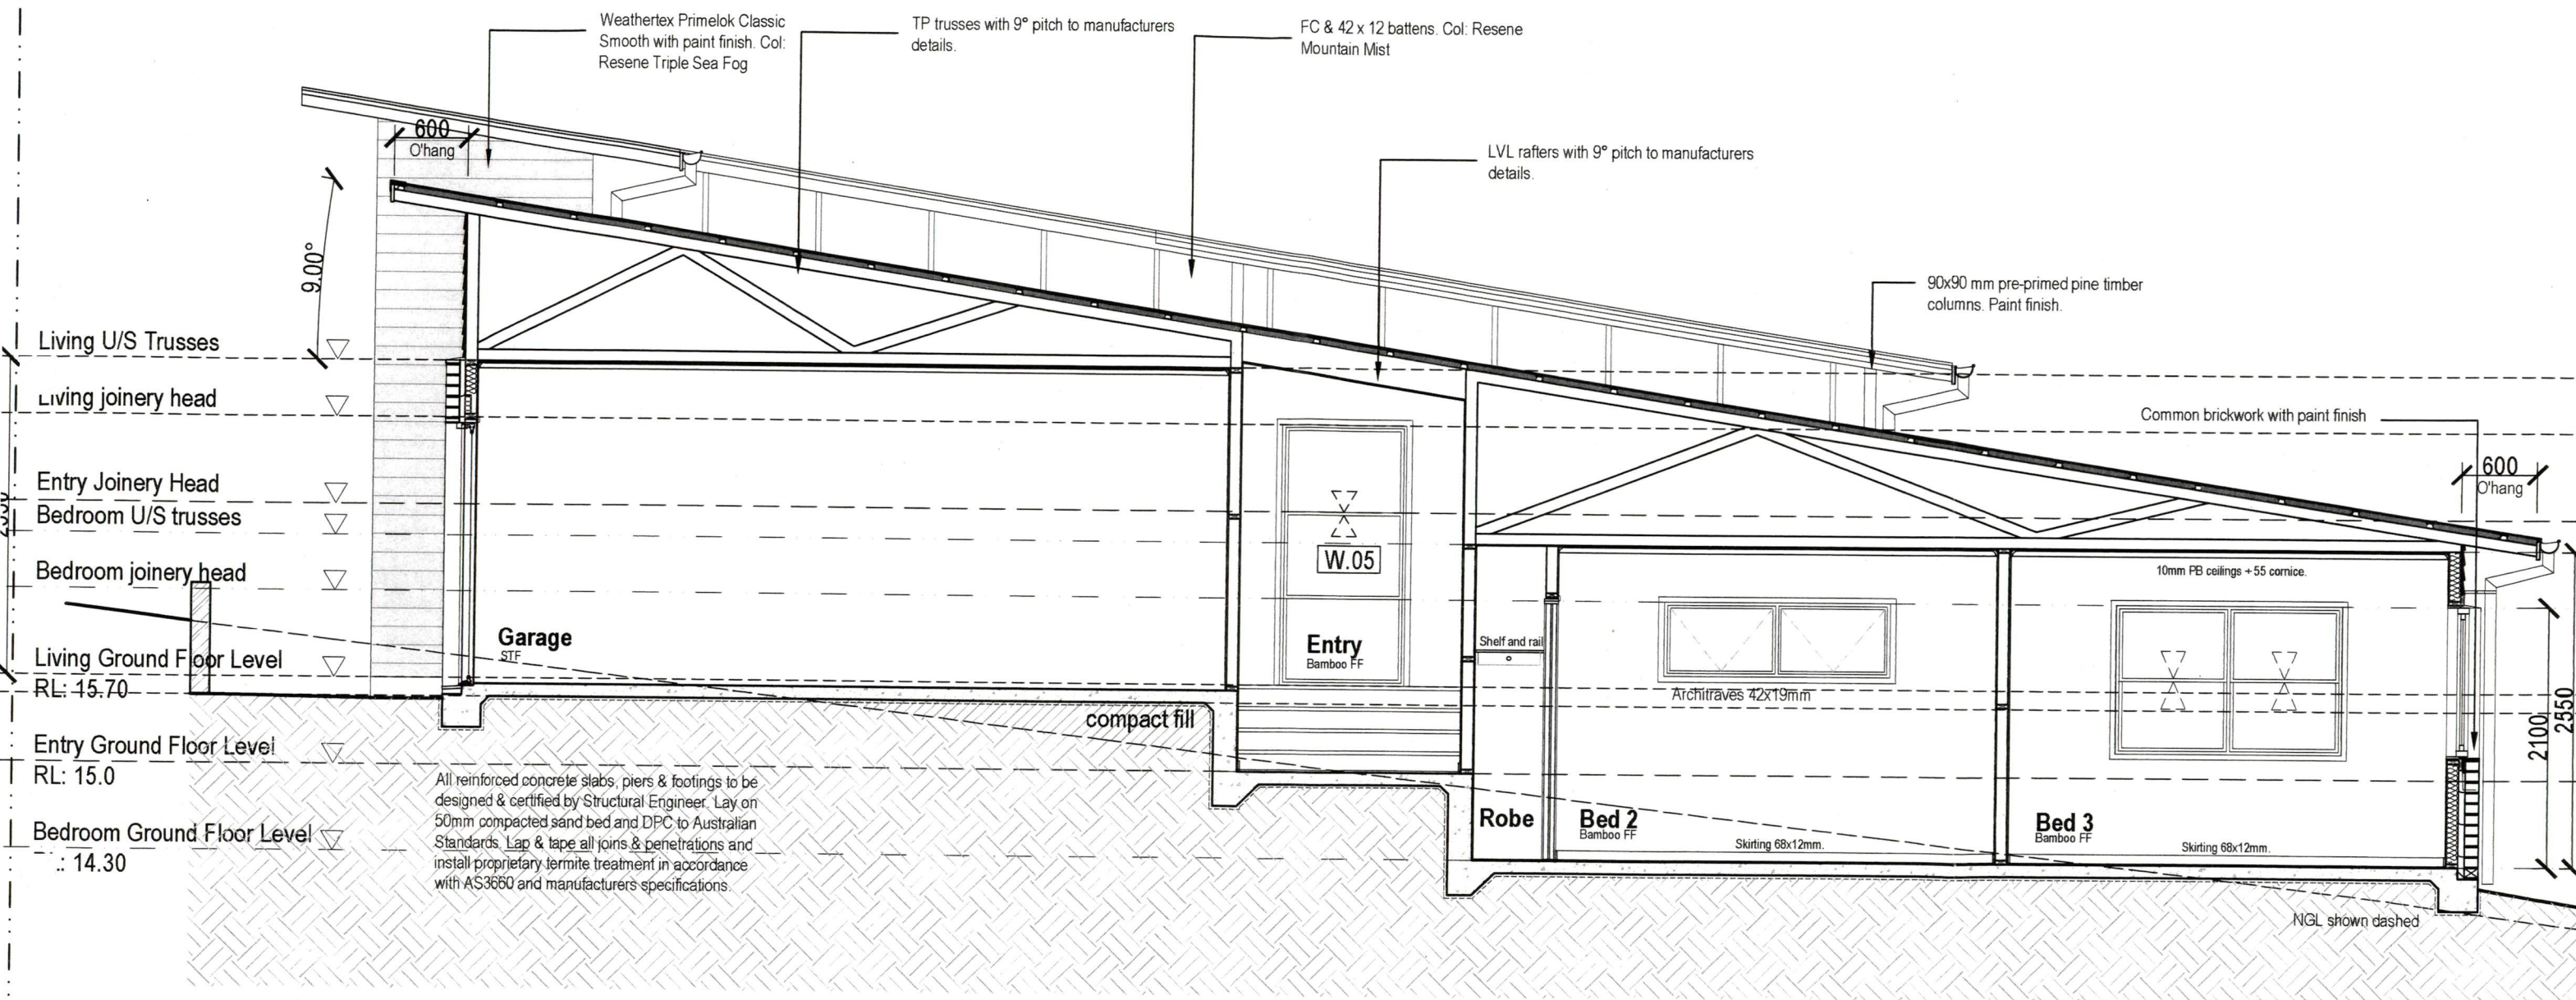 Weathertex Primelok Classic
Smooth with paint finish. Col:
Resene Triple Sea Fog
TP trusses with 9° pitch to manufacturers
details.
FC & 42 x 12 battens. Col: Resene
Mountain Mist
LVL rafters with 9° pitch to manufacturers
details.
90x90 mm pre-primed pine timber
columns. Paint finish.
Common brickwork with paint finish
600
O'hang
9.00°
600
O'hang
Living U/S Trusses
Living joinery head
Entry Joinery Head
Bedroom U/S trusses
Bedroom joinery head
Living Ground Floor Level
RL: 15.70
Entry Ground Floor Level
RL: 15.0
Bedroom Ground Floor Level
.: 14.30
Garage
STF
W.05
Entry
Bamboo FF
Shelf and rail
10mm PB ceilings + 55 cornice.
Architraves 42x19mm
compact fill
Robe
Bed 2
Bamboo FF
Skirting 68x12mm.
Bed 3
Bamboo FF
Skirting 68x12mm.
2100
2550
All reinforced concrete slabs, piers & footings to be
designed & certified by Structural Engineer. Lay on
50mm compacted sand bed and DPC to Australian
Standards. Lap & tape all joins & penetrations and
install proprietary termite treatment in accordance
with AS3660 and manufacturers specifications.
NGL shown dashed